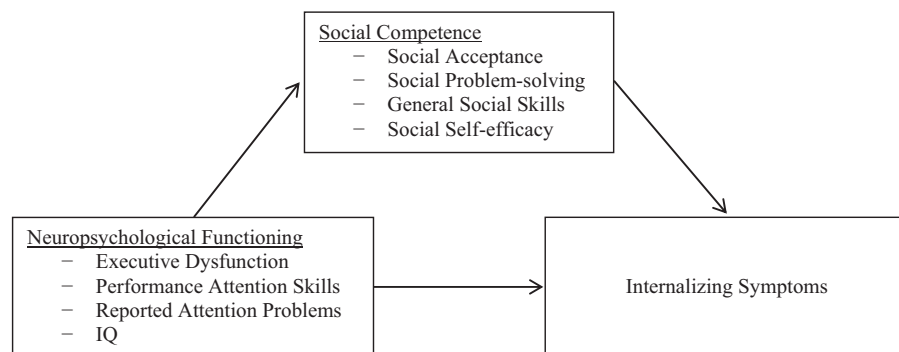 Social Competence
− Social Acceptance
− Social Problem-solving
− General Social Skills
− Social Self-efficacy
Neuropsychological Functioning
− Executive Dysfunction
− Performance Attention Skills
− Reported Attention Problems
− IQ
Internalizing Symptoms